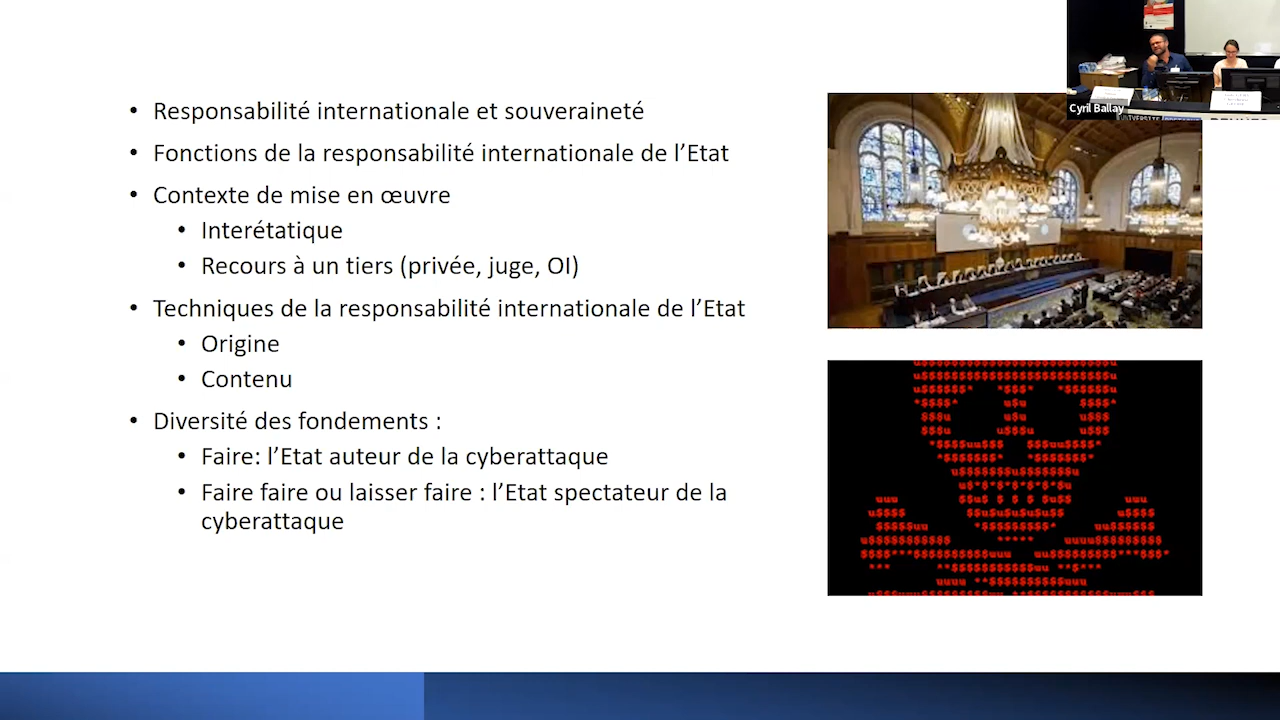 • Responsabilité internationale et souveraineté
• Fonctions de la responsabilité internationale de l’Etat
• Contexte de mise en œuvre
• Interétatique
• Recours à un tiers (privée, juge, OI)
• Techniques de la responsabilité internationale de l’Etat
• Origine
• Contenu
• Diversité des fondements :
• Faire: l’Etat auteur de la cyberattaque
• Faire faire ou laisser faire : l’Etat spectateur de la
cyberattaque
Cyril Ballay